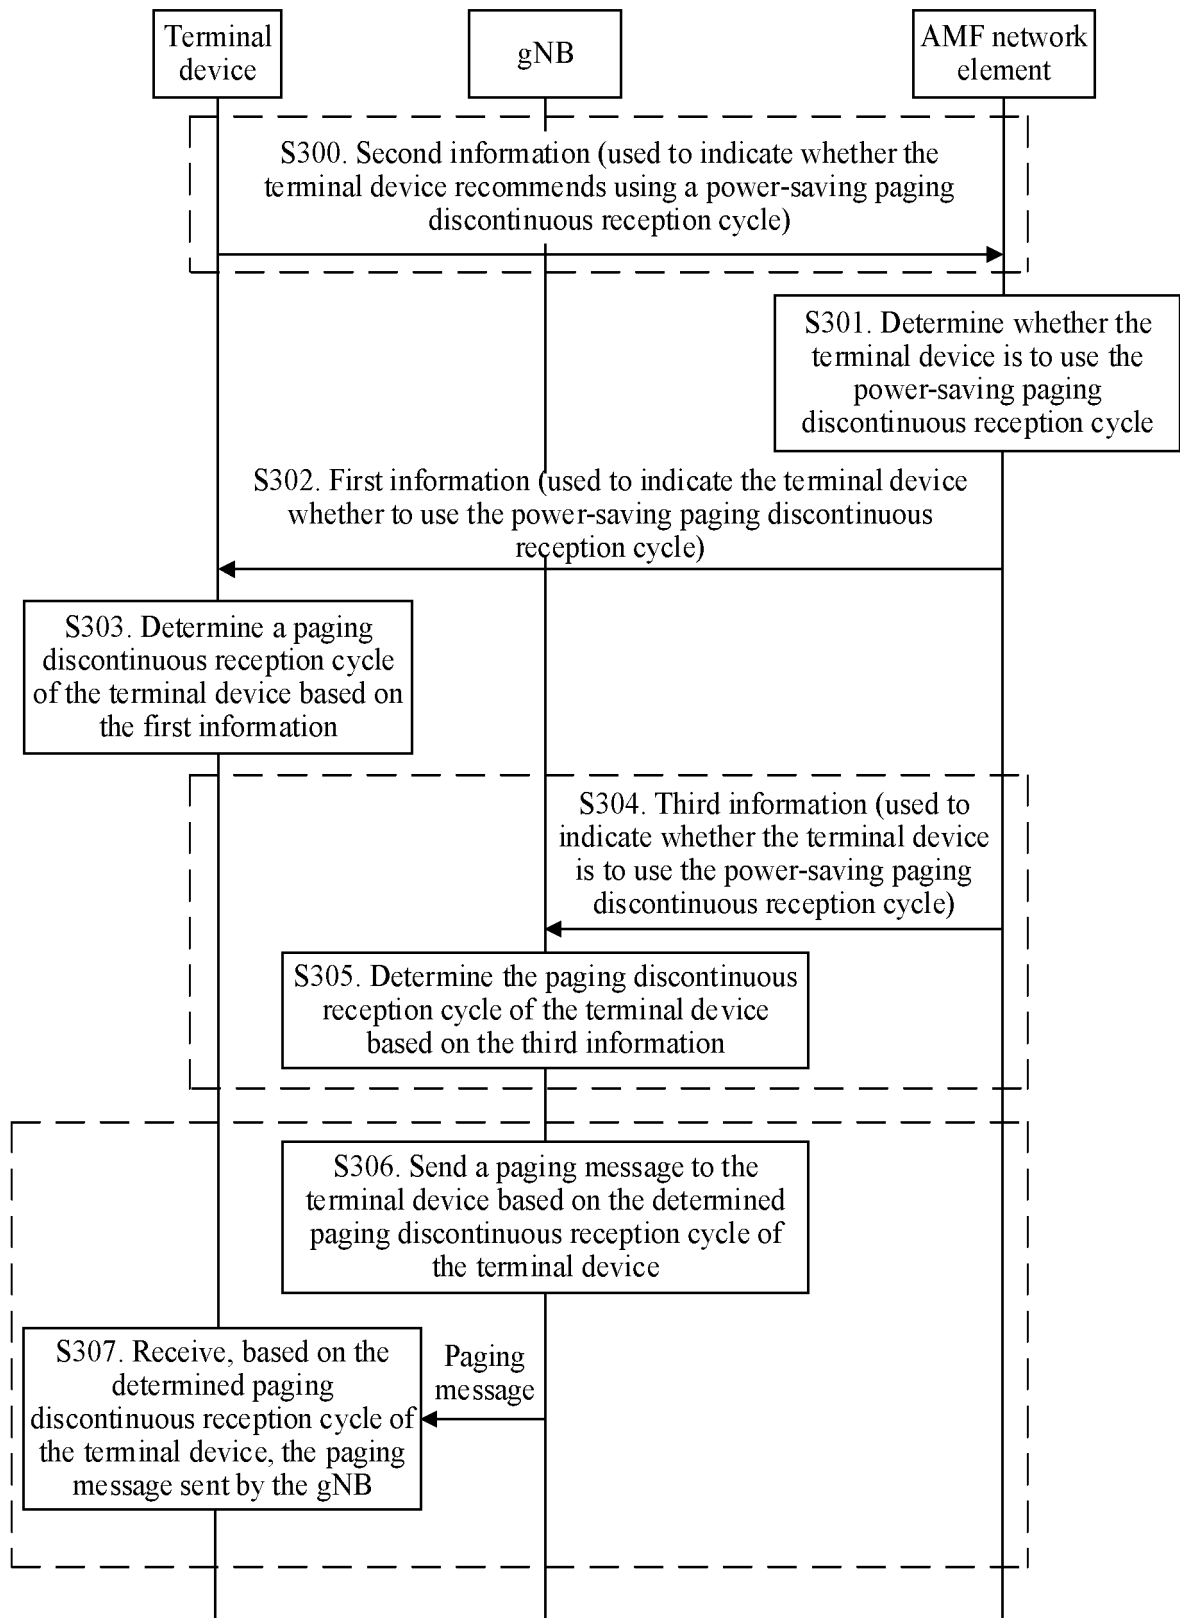 Terminal
device
gNB
AMF network
element
S300. Second information (used to indicate whether the
terminal device recommends using a power-saving paging
discontinuous reception cycle)
S301. Determine whether the
terminal device is to use the
power-saving paging
discontinuous reception cycle
S302. First information (used to indicate the terminal device
whether to use the power-saving paging discontinuous
reception cycle)
S303. Determine a paging
discontinuous reception cycle
of the terminal device based on
the first information
S304. Third information (used to
indicate whether the terminal device
is to use the power-saving paging
discontinuous reception cycle)
S305. Determine the paging discontinuous
reception cycle of the terminal device
based on the third information
S306. Send a paging message to the
terminal device based on the determined
paging discontinuous reception cycle of
the terminal device
S307. Receive, based on the
determined paging
discontinuous reception cycle of
the terminal device, the paging
message sent by the gNB
Paging
message